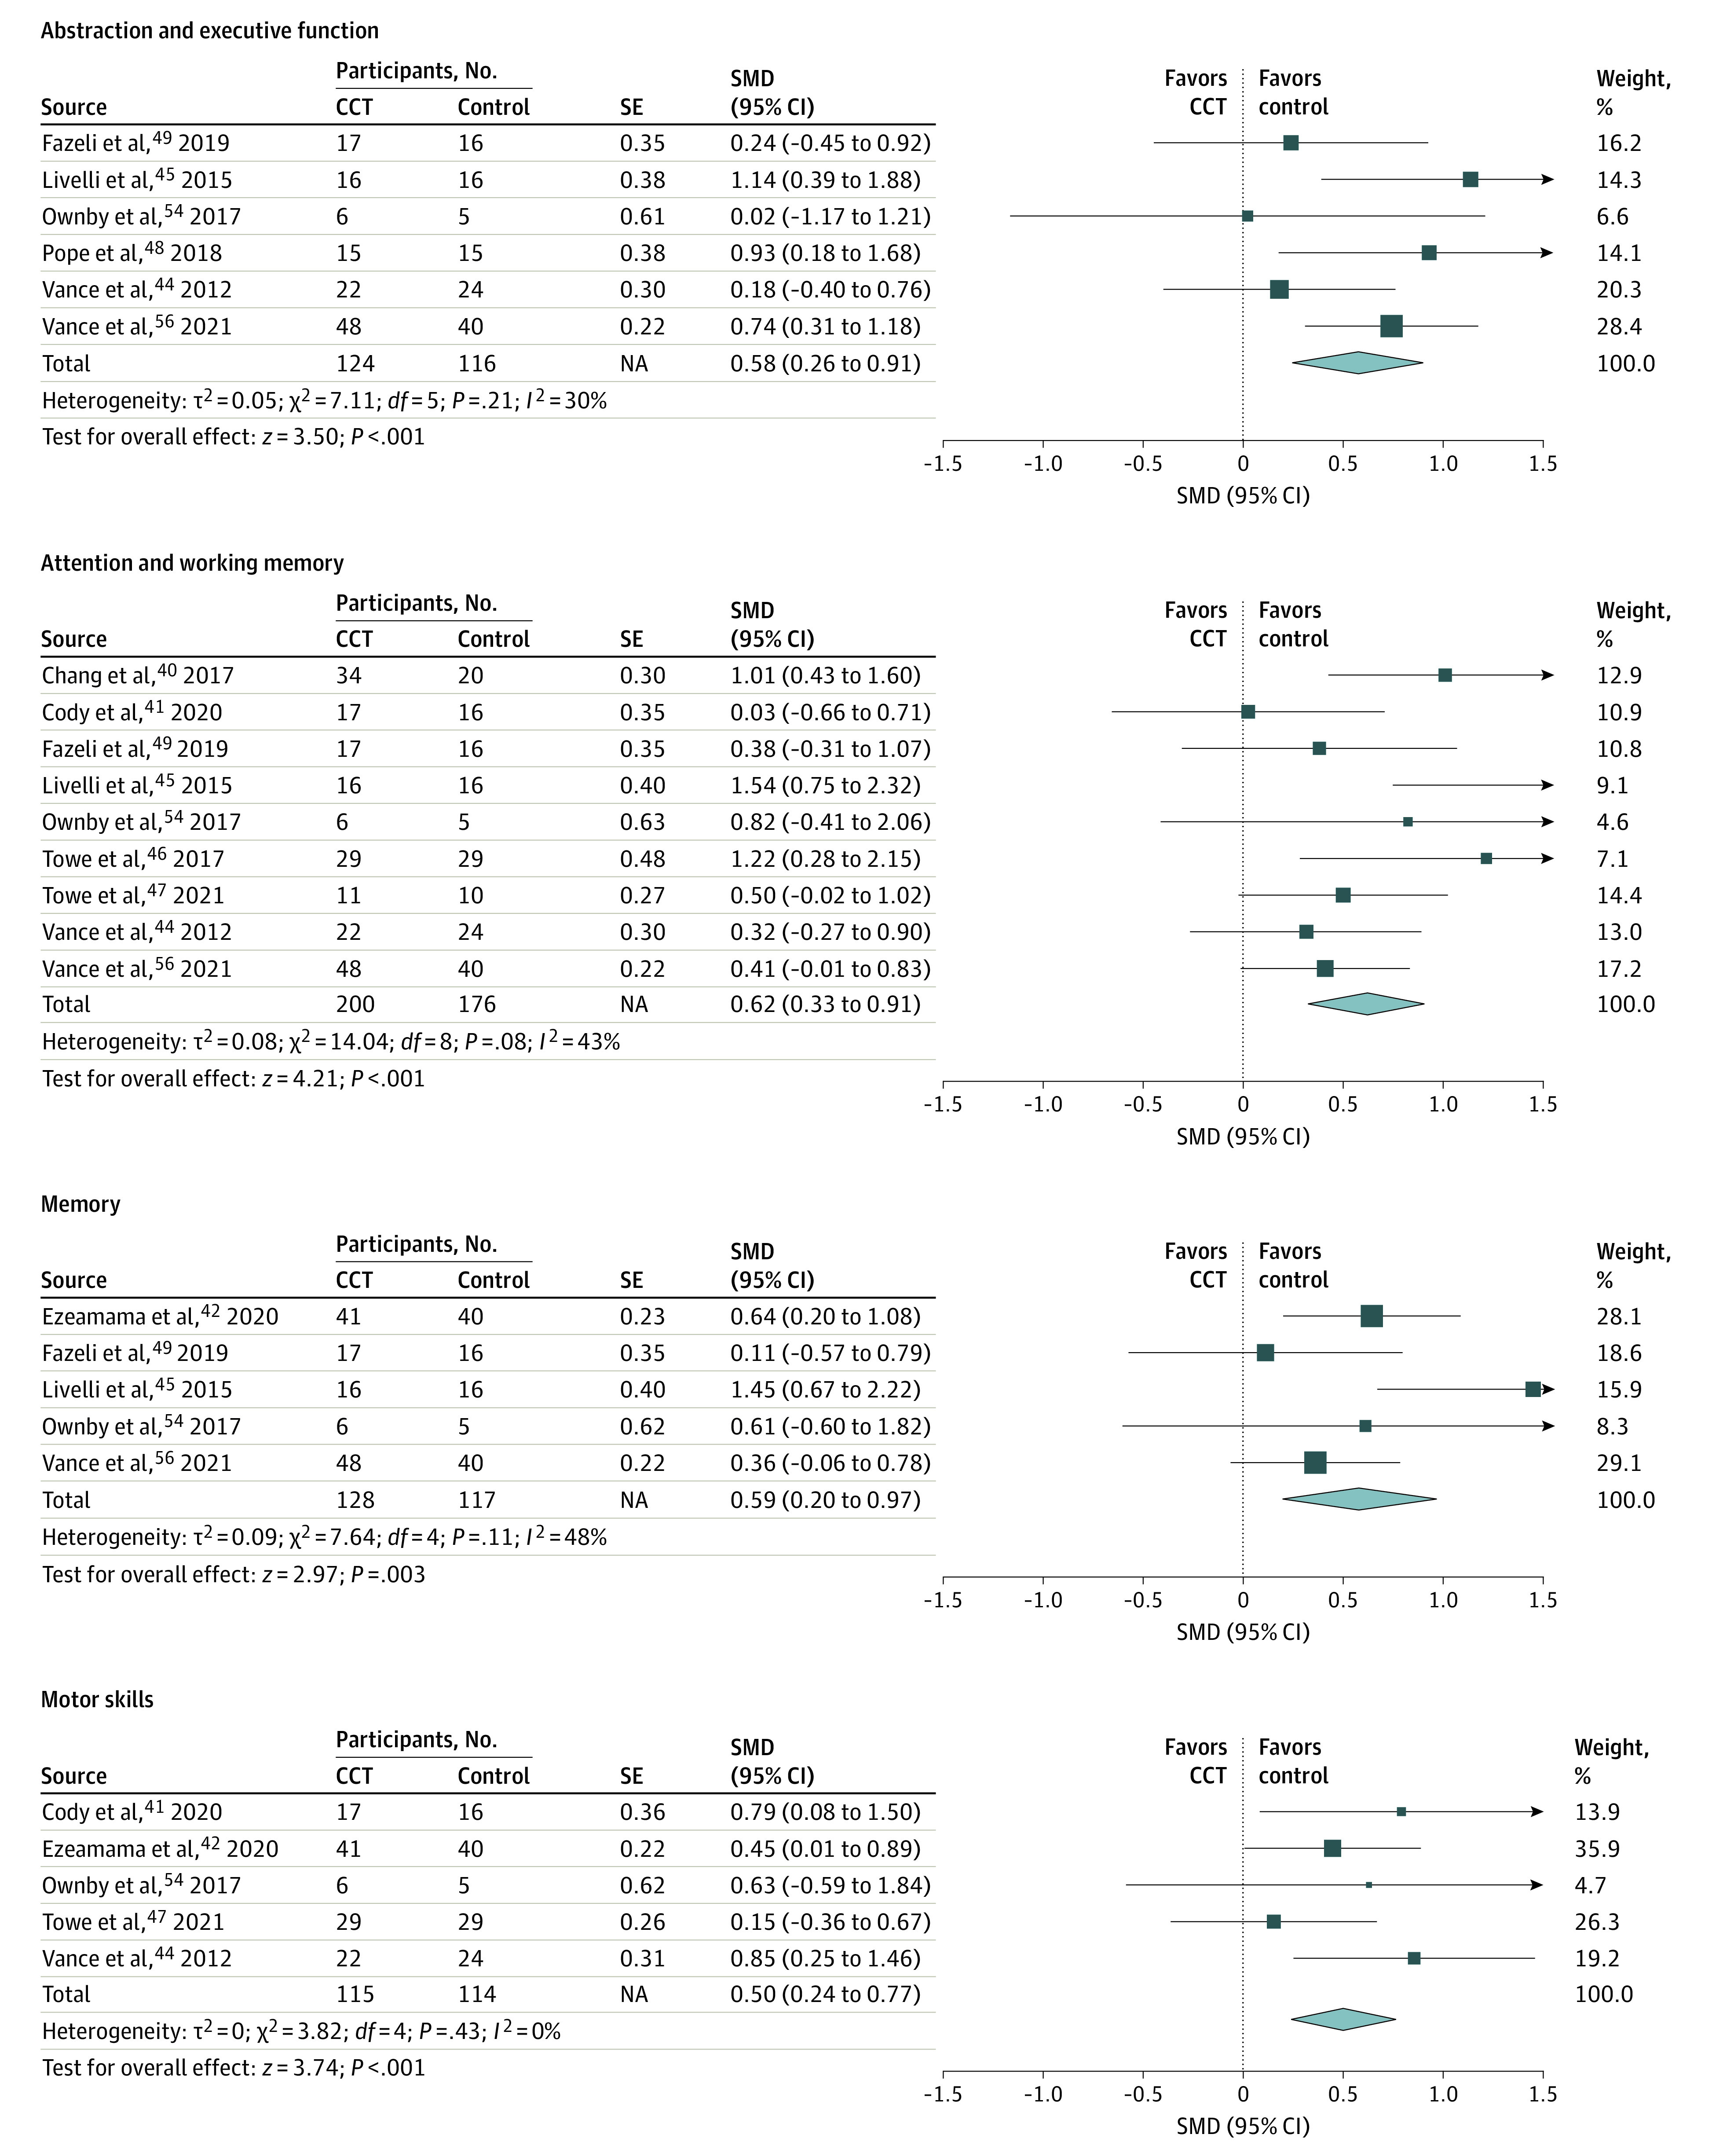 Abstraction and executive function
Participants, No. SMD Favors Favors Weight,
Source CCT Control SE (95% CI) CCT control %
Fazeli et al,49 2019 17 16 0.35 0.24 (-0.45 to 0.92) 16.2
Livelli et al,45 2015 16 16 0.38 1.14 (0.39 to 1.88) 14.3
Ownby et al,54 2017 6 5 0.61 0.02 (-1.17 to 1.21) 6.6
Pope et al,48 2018 15 15 0.38 0.93 (0.18 to 1.68) 14.1
Vance et al,44 2012 22 24 0.30 0.18 (-0.40 to 0.76) 20.3
Vance et al,56 2021 48 40 0.22 0.74 (0.31 to 1.18) 28.4
Total 124 116 NA 0.58 (0.26 to 0.91) 100.0
Heterogeneity: τ2 = 0.05; χ2 = 7.11; df = 5; P = .21; I2 = 30%
Test for overall effect: z = 3.50; P < .001
-1.5 -1.0 -0.5 0 0.5 1.0 1.5
SMD (95% CI)
Attention and working memory
Participants, No. SMD Favors Favors Weight,
Source CCT Control SE (95% CI) CCT control %
Chang et al,40 2017 34 20 0.30 1.01 (0.43 to 1.60) 12.9
Cody et al,41 2020 17 16 0.35 0.03 (-0.66 to 0.71) 10.9
Fazeli et al,49 2019 17 16 0.35 0.38 (-0.31 to 1.07) 10.8
Livelli et al,45 2015 16 16 0.40 1.54 (0.75 to 2.32) 9.1
Ownby et al,54 2017 6 5 0.63 0.82 (-0.41 to 2.06) 4.6
Towe et al,46 2017 29 29 0.48 1.22 (0.28 to 2.15) 7.1
Towe et al,47 2021 11 10 0.27 0.50 (-0.02 to 1.02) 14.4
Vance et al,44 2012 22 24 0.30 0.32 (-0.27 to 0.90) 13.0
Vance et al,56 2021 48 40 0.22 0.41 (-0.01 to 0.83) 17.2
Total 200 176 NA 0.62 (0.33 to 0.91) 100.0
Heterogeneity: τ2 = 0.08; χ2 = 14.04; df = 8; P = .08; I2 = 43%
Test for overall effect: z = 4.21; P < .001
-1.5 -1.0 -0.5 0 0.5 1.0 1.5
SMD (95% CI)
Memory
Participants, No. SMD Favors Favors Weight,
Source CCT Control SE (95% CI) CCT control %
Ezeamama et al,42 2020 41 40 0.23 0.64 (0.20 to 1.08) 28.1
Fazeli et al,49 2019 17 16 0.35 0.11 (-0.57 to 0.79) 18.6
Livelli et al,45 2015 16 16 0.40 1.45 (0.67 to 2.22) 15.9
Ownby et al,54 2017 6 5 0.62 0.61 (-0.60 to 1.82) 8.3
Vance et al,56 2021 48 40 0.22 0.36 (-0.06 to 0.78) 29.1
Total 128 117 NA 0.59 (0.20 to 0.97) 100.0
Heterogeneity: τ2 = 0.09; χ2 = 7.64; df = 4; P = .11; I2 = 48%
Test for overall effect: z = 2.97; P = .003
-1.5 -1.0 -0.5 0 0.5 1.0 1.5
SMD (95% CI)
Motor skills
Participants, No. SMD Favors Favors Weight,
Source CCT Control SE (95% CI) CCT control %
Cody et al,41 2020 17 16 0.36 0.79 (0.08 to 1.50) 13.9
Ezeamama et al,42 2020 41 40 0.22 0.45 (0.01 to 0.89) 35.9
Ownby et al,54 2017 6 5 0.62 0.63 (-0.59 to 1.84) 4.7
Towe et al,47 2021 29 29 0.26 0.15 (-0.36 to 0.67) 26.3
Vance et al,44 2012 22 24 0.31 0.85 (0.25 to 1.46) 19.2
Total 115 114 NA 0.50 (0.24 to 0.77) 100.0
Heterogeneity: τ2 = 0; χ2 = 3.82; df = 4; P = .43; I2 = 0%
Test for overall effect: z = 3.74; P < .001
-1.5 -1.0 -0.5 0 0.5 1.0 1.5
SMD (95% CI)